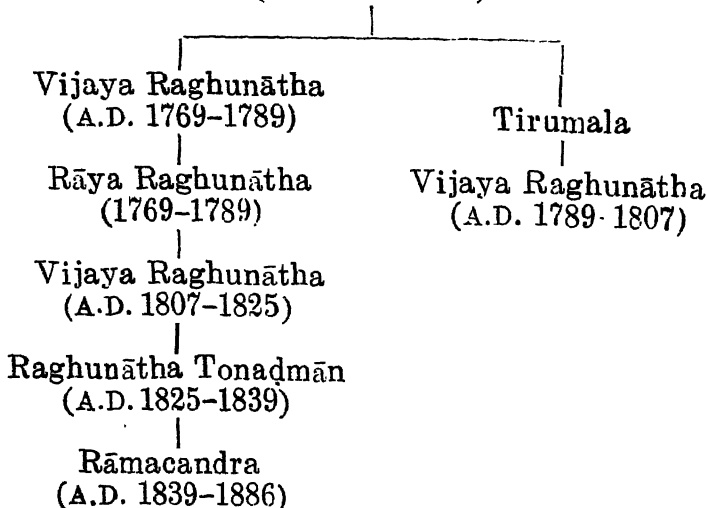 Vijaya Raghunātha
(A.D. 1769–1789)
Tirumala
Rāya Raghunātha
(1769–1789)
Vijaya Raghunātha
(A.D. 1789- 1807)
Vijaya Raghunātha
(A.D. 1807–1825)
Raghunātha Tonaḍmān
(A.D. 1825–1839)
Rāmacandra
(A.D. 1839–1886)